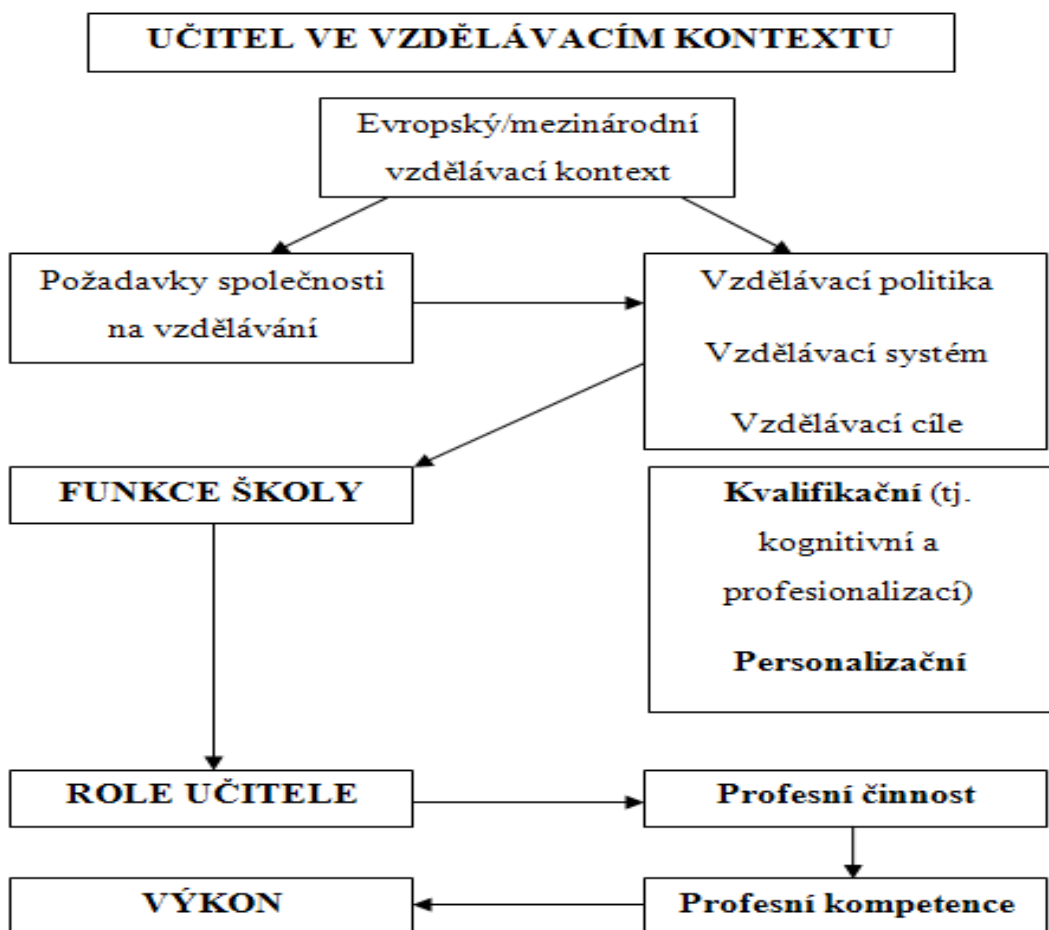 UČITEL VE VZDĚLÁVACÍM KONTEXTU
Evropský/mezinárodní
vzdělávací kontext
Požadavky společnosti
na vzdělávání
Vzdělávací politika
Vzdělávací systém
Vzdělávací cíle
FUNKCE ŠKOLY
Kvalifikační (tj.
kognitivní a
profesionalizací)
Personalizační
ROLE UČITELE
Profesní činnost
VÝKON
Profesní kompetence